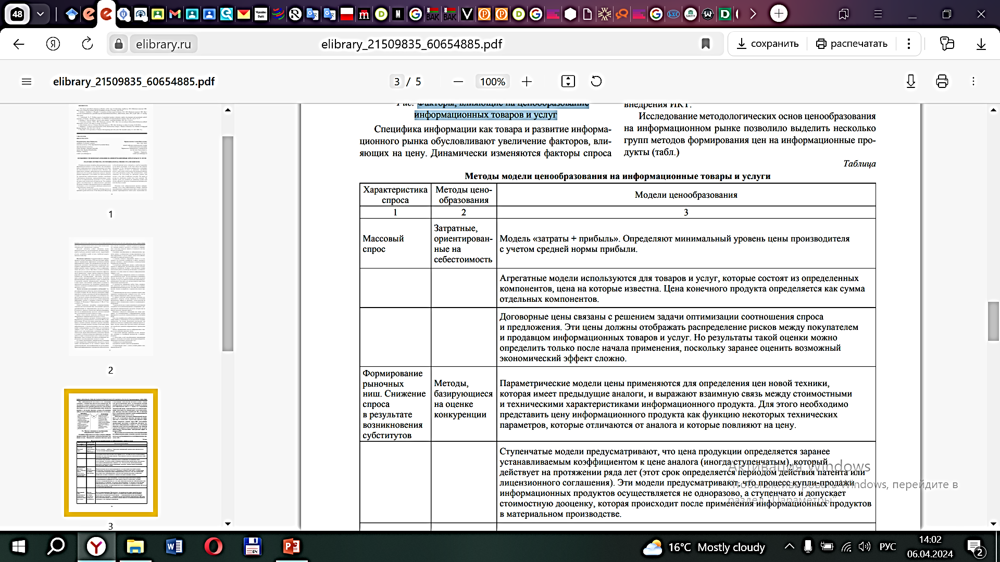 48
elibrary.ru
elibrary_21509835_60654885.pdf
сохранить
распечатать
elibrary_21509835_60654885.pdf
3 / 5
100%
1
2
3
Рис. Факторы, влияющие на ценообразование
информационных товаров и услуг
Специфика информации как товара и развитие информа-
ционного рынка обусловливают увеличение факторов, вли-
яющих на цену. Динамически изменяются факторы спроса
внедрения ИКТ.
Исследование методологических основ ценообразования
на информационном рынке позволило выделить несколько
групп методов формирования цен на информационные про-
дукты (табл.)
Таблица
Методы модели ценообразования на информационные товары и услуги
Характеристика
спроса
Методы цено-
образования
Модели ценообразования
1
2
3
Массовый
спрос
Затратные,
ориентирован-
ные на
себестоимость
Модель «затраты + прибыль». Определяют минимальный уровень цены производителя
с учетом средней нормы прибыли.
Агрегатные модели используются для товаров и услуг, которые состоят из определенных
компонентов, цена на которые известна. Цена конечного продукта определяется как сумма
отдельных компонентов.
Договорные цены связаны с решением задачи оптимизации соотношения спроса
и предложения. Эти цены должны отображать распределение рисков между покупателем
и продавцом информационных товаров и услуг. Но результаты такой оценки можно
определить только после начала применения, поскольку заранее оценить возможный
экономический эффект сложно.
Формирование
рыночных
ниш. Снижение
спроса
в результате
возникновения
субститутов
Методы,
базирующиеся
на оценке
конкуренции
Параметрические модели цены применяются для определения цен новой техники,
которая имеет предыдущие аналоги, и выражают взаимную связь между стоимостными
и техническими характеристиками информационного продукта. Для этого необходимо
представить цену информационного продукта как функцию некоторых технических
параметров, которые отличаются от аналога и которые повлияют на цену.
Ступенчатые модели предусматривают, что цена продукции определяется заранее
устанавливаемым коэффициентом к цене аналога (иногда ступенчатым), который
действует на протяжении ряда лет (этот срок определяется периодом действия патента или
лицензионного соглашения). Эти модели предусматривают, что процесс купли-продажи
информационных продуктов осуществляется не одноразово, а ступенчато и допускает
стоимостную дооценку, которая происходит после применения информационных продуктов
в материальном производстве.
Активация Windows
Чтобы активировать Windows, перейдите в
раздел "Параметры".
16°C Mostly cloudy
РУС
14:02
06.04.2024
2